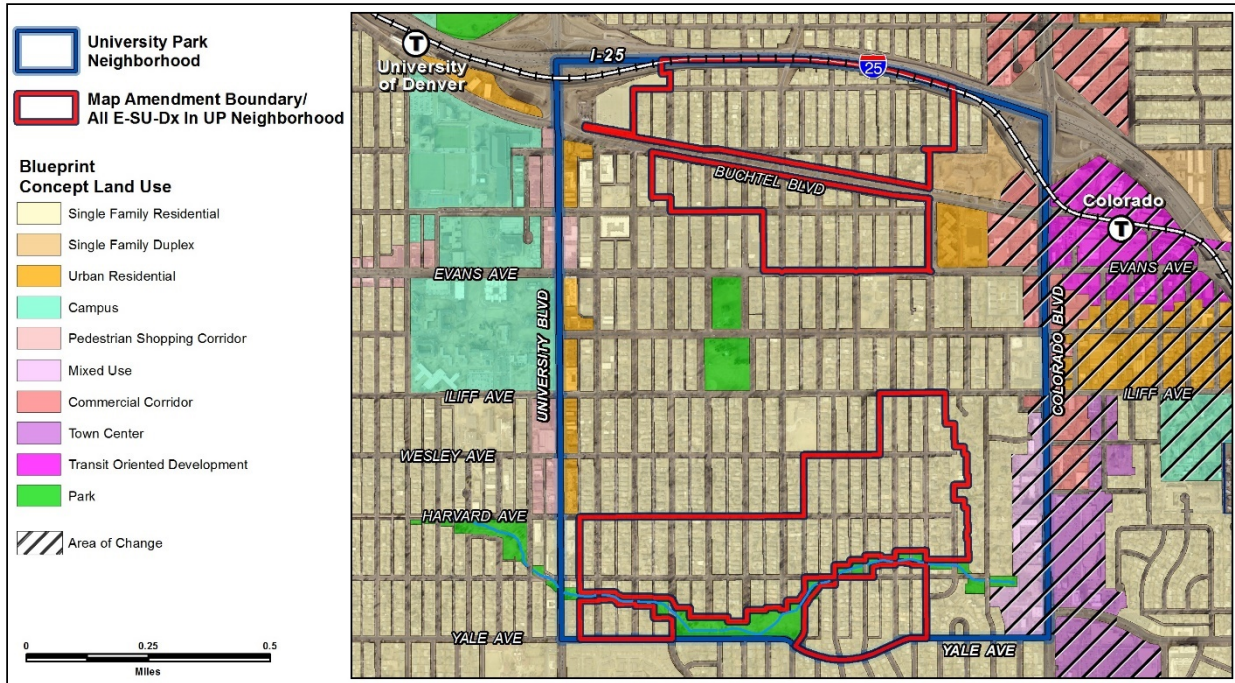 University Park
Neighborhood
Map Amendment Boundary/
All E-SU-Dx In UP Neighborhood
Blueprint
Concept Land Use
Single Family Residential
Single Family Duplex
Urban Residential
Campus
Pedestrian Shopping Corridor
Mixed Use
Commercial Corridor
Town Center
Transit Oriented Development
Park
Area of Change
0 0.25 0.5
Miles
T
University
of Denver
I-25
25
BUCHTEL BLVD
Colorado
T
EVANS AVE
EVANS AVE
UNIVERSITY BLVD
COLORADO BLVD
ILIFF AVE
ILIFF AVE
WESLEY AVE
HARVARD AVE
YALE AVE
YALE AVE